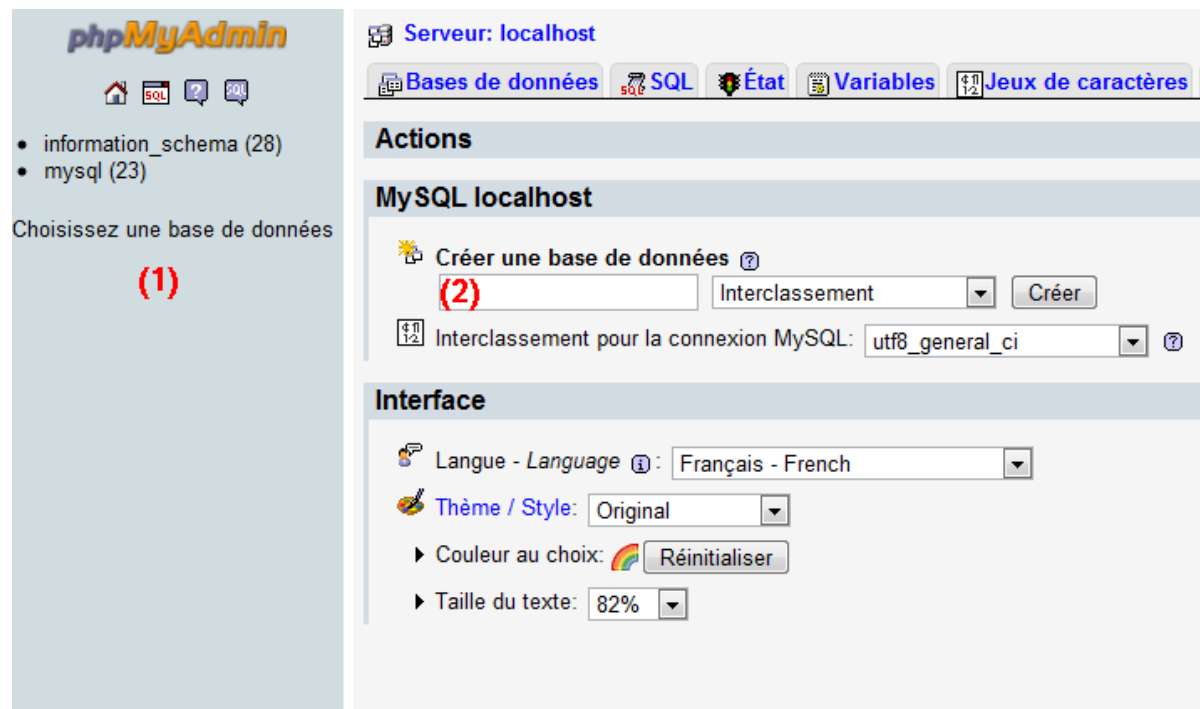 phpMyAdmin
SQL
SQL
information_schema (28)
mysql (23)
Choisissez une base de données
(1)
Serveur: localhost
Bases de données SQL État Variables Jeux de caractères
Actions
MySQL localhost
Créer une base de données
(2) Interclassement Créer
Interclassement pour la connexion MySQL: utf8_general_ci
Interface
Langue - Language : Français - French
Thème / Style: Original
Couleur au choix: Réinitialiser
Taille du texte: 82%